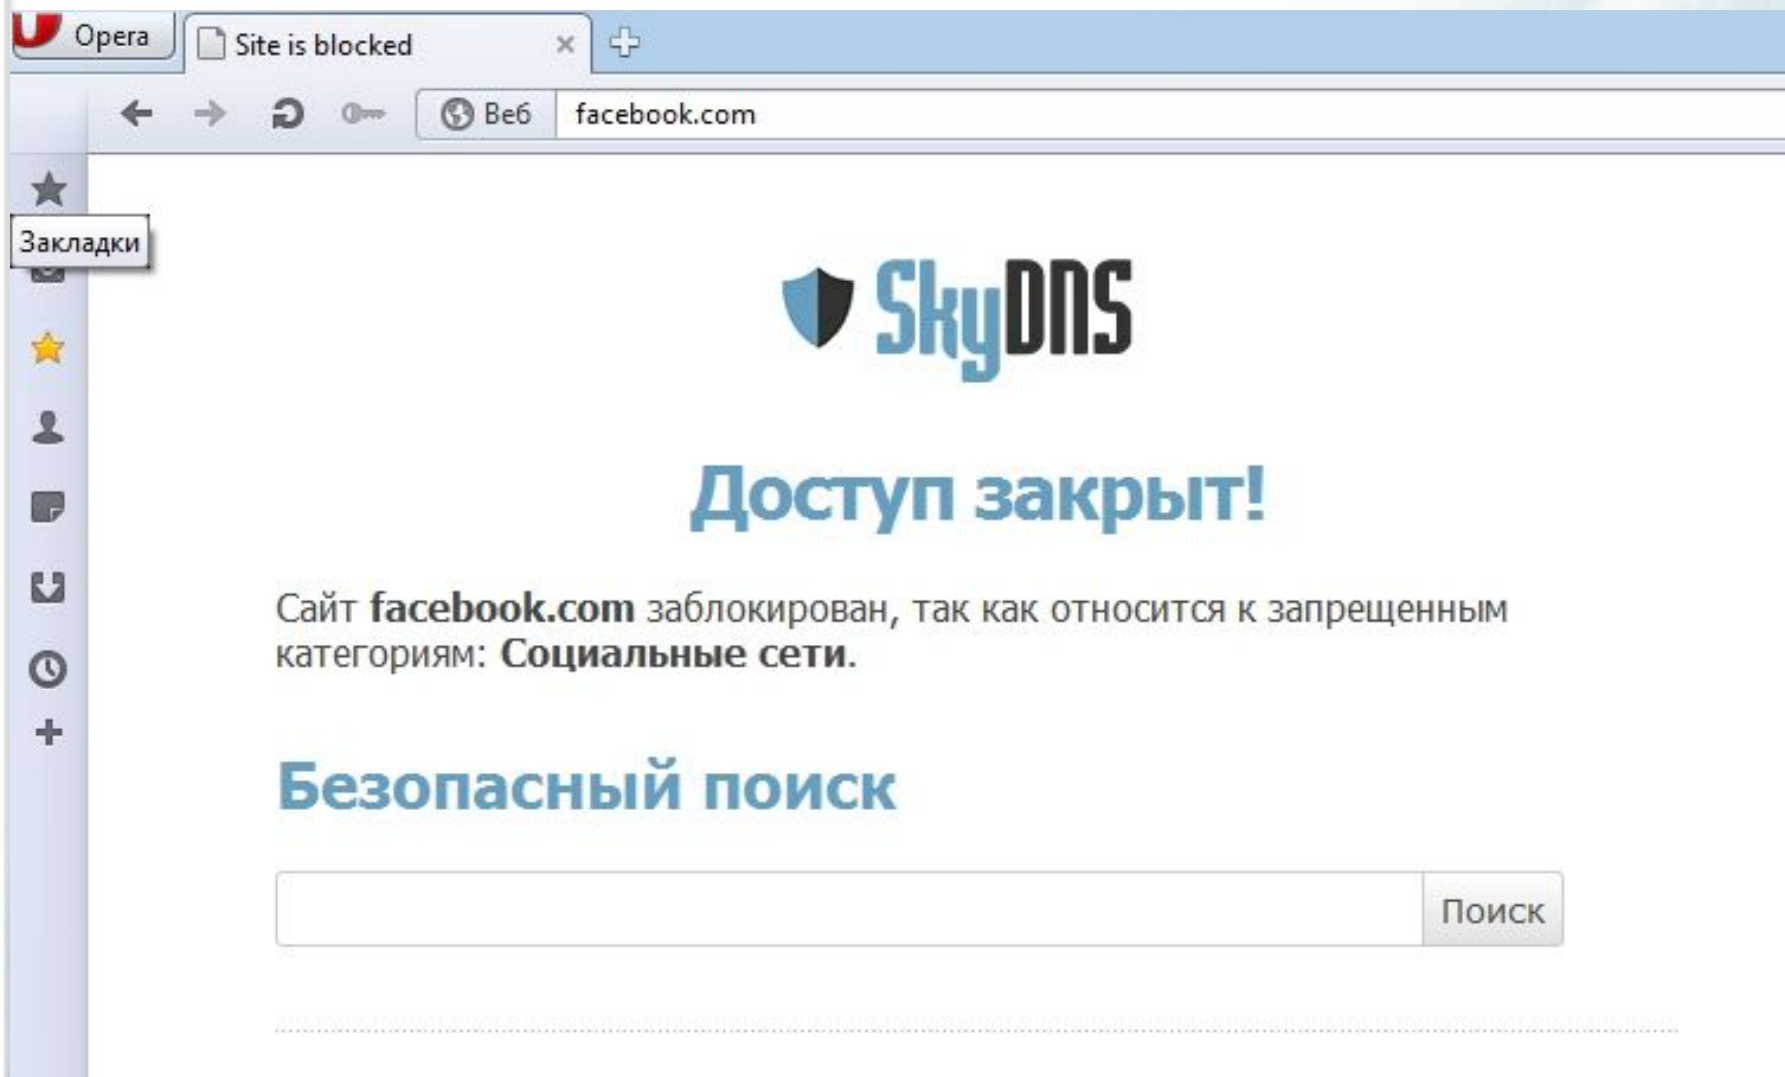 Opera
Site is blocked
Веб
facebook.com
Закладки
SkyDNS
Доступ закрыт!
Сайт facebook.com заблокирован, так как относится к запрещенным
категориям: Социальные сети.
Безопасный поиск
Поиск